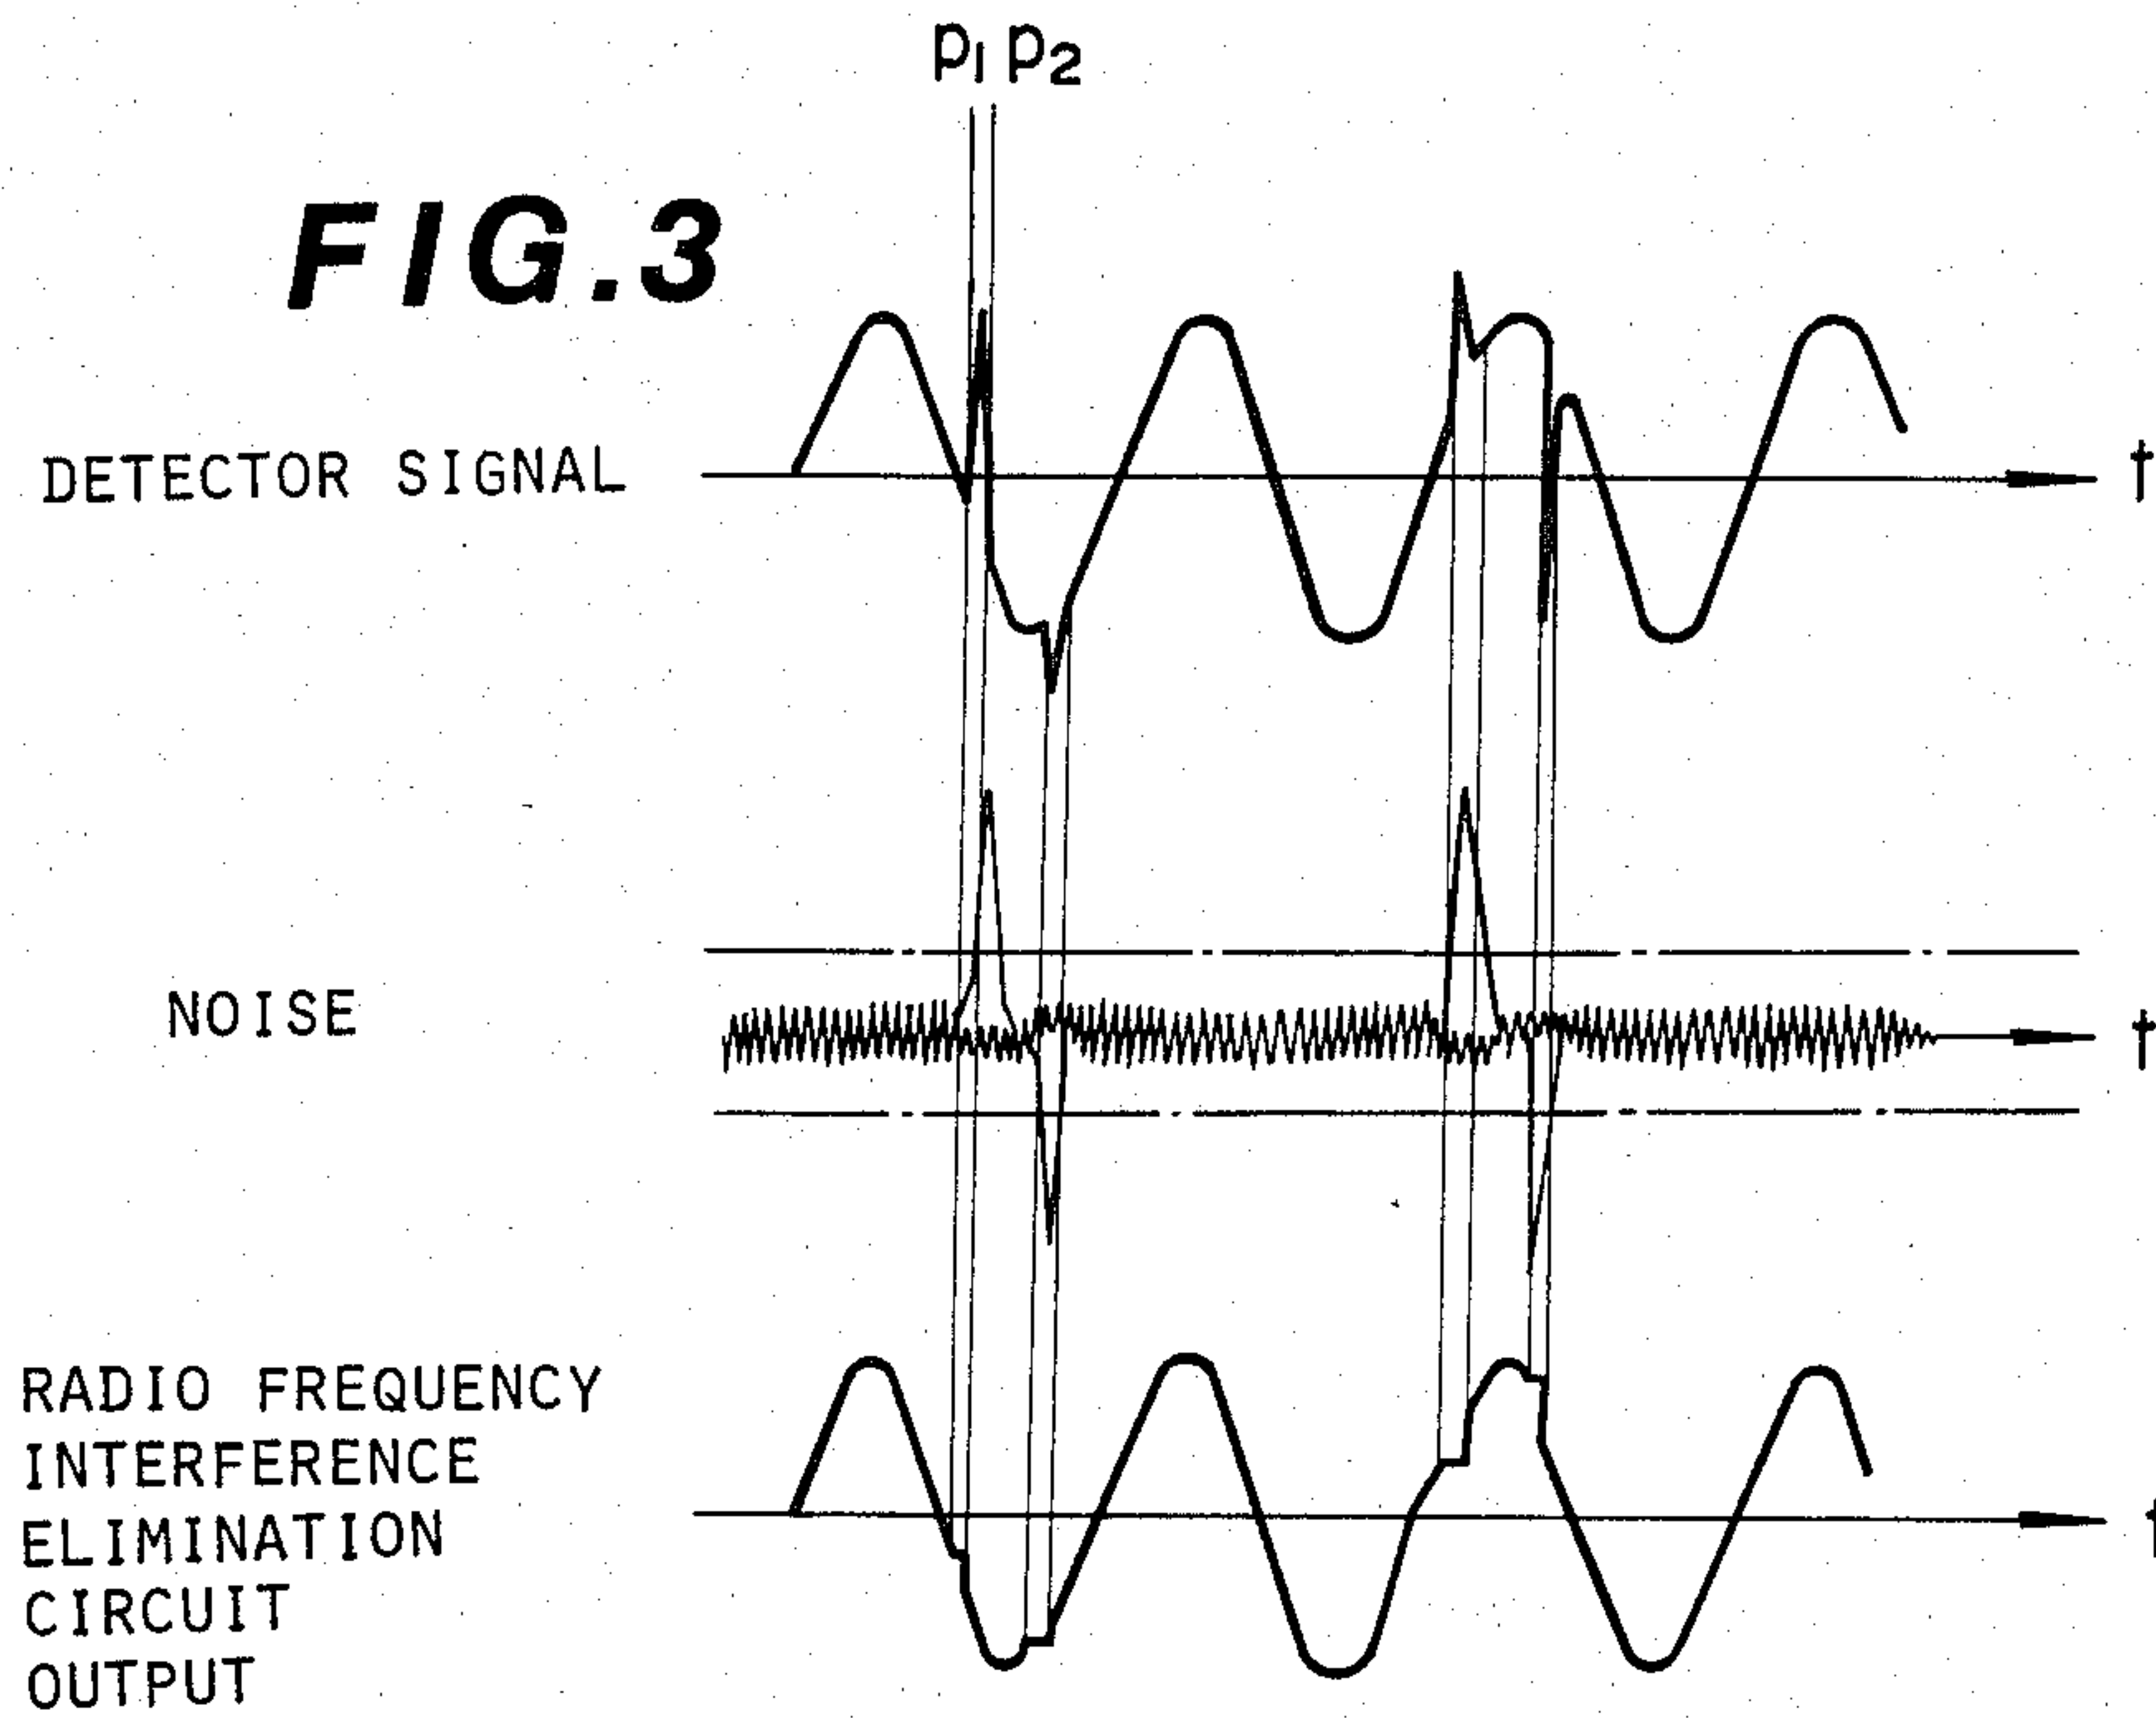 P1 P2
FIG.3
DETECTOR SIGNAL
t
NOISE
t
RADIO FREQUENCY
INTERFERENCE
ELIMINATION
CIRCUIT
OUTPUT
t